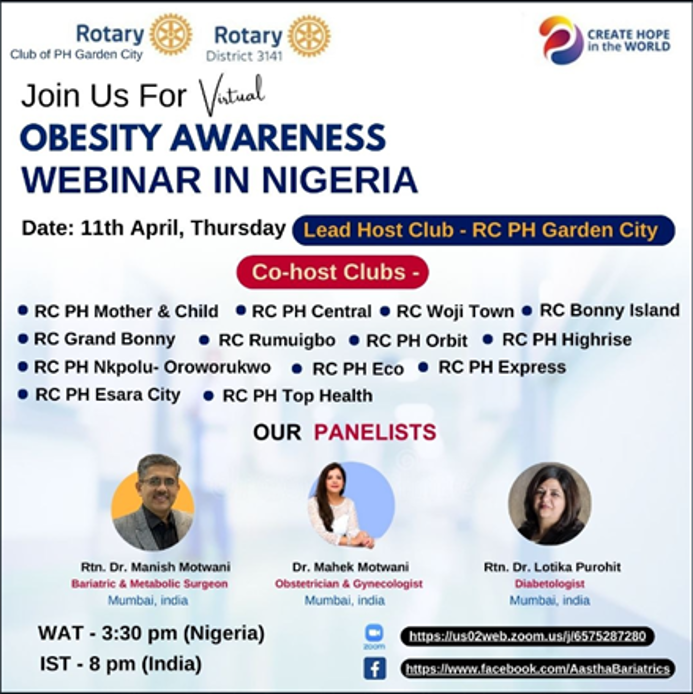 Rotary
Club of PH Garden City
Rotary
District 3141
CREATE HOPE
in the WORLD
Join Us For Virtual
OBESITY AWARENESS
WEBINAR IN NIGERIA
Date: 11th April, Thursday Lead Host Club - RC PH Garden City
Co-host Clubs -
• RC PH Mother & Child • RC PH Central • RC Woji Town • RC Bonny Island
• RC Grand Bonny • RC Rumuigbo • RC PH Orbit • RC PH Highrise
• RC PH Nkpolu- Oroworukwo • RC PH Eco • RC PH Express
• RC PH Esara City • RC PH Top Health
OUR PANELISTS
Rtn. Dr. Manish Motwani
Bariatric & Metabolic Surgeon
Mumbai, india
Dr. Mahek Motwani
Obstetrician & Gynecologist
Mumbai, india
Rtn. Dr. Lotika Purohit
Diabetologist
Mumbai, india
WAT - 3:30 pm (Nigeria)
IST - 8 pm (India)
zoom
https://us02web.zoom.us/j/6575287280
https://www.facebook.com/AasthaBariatrics